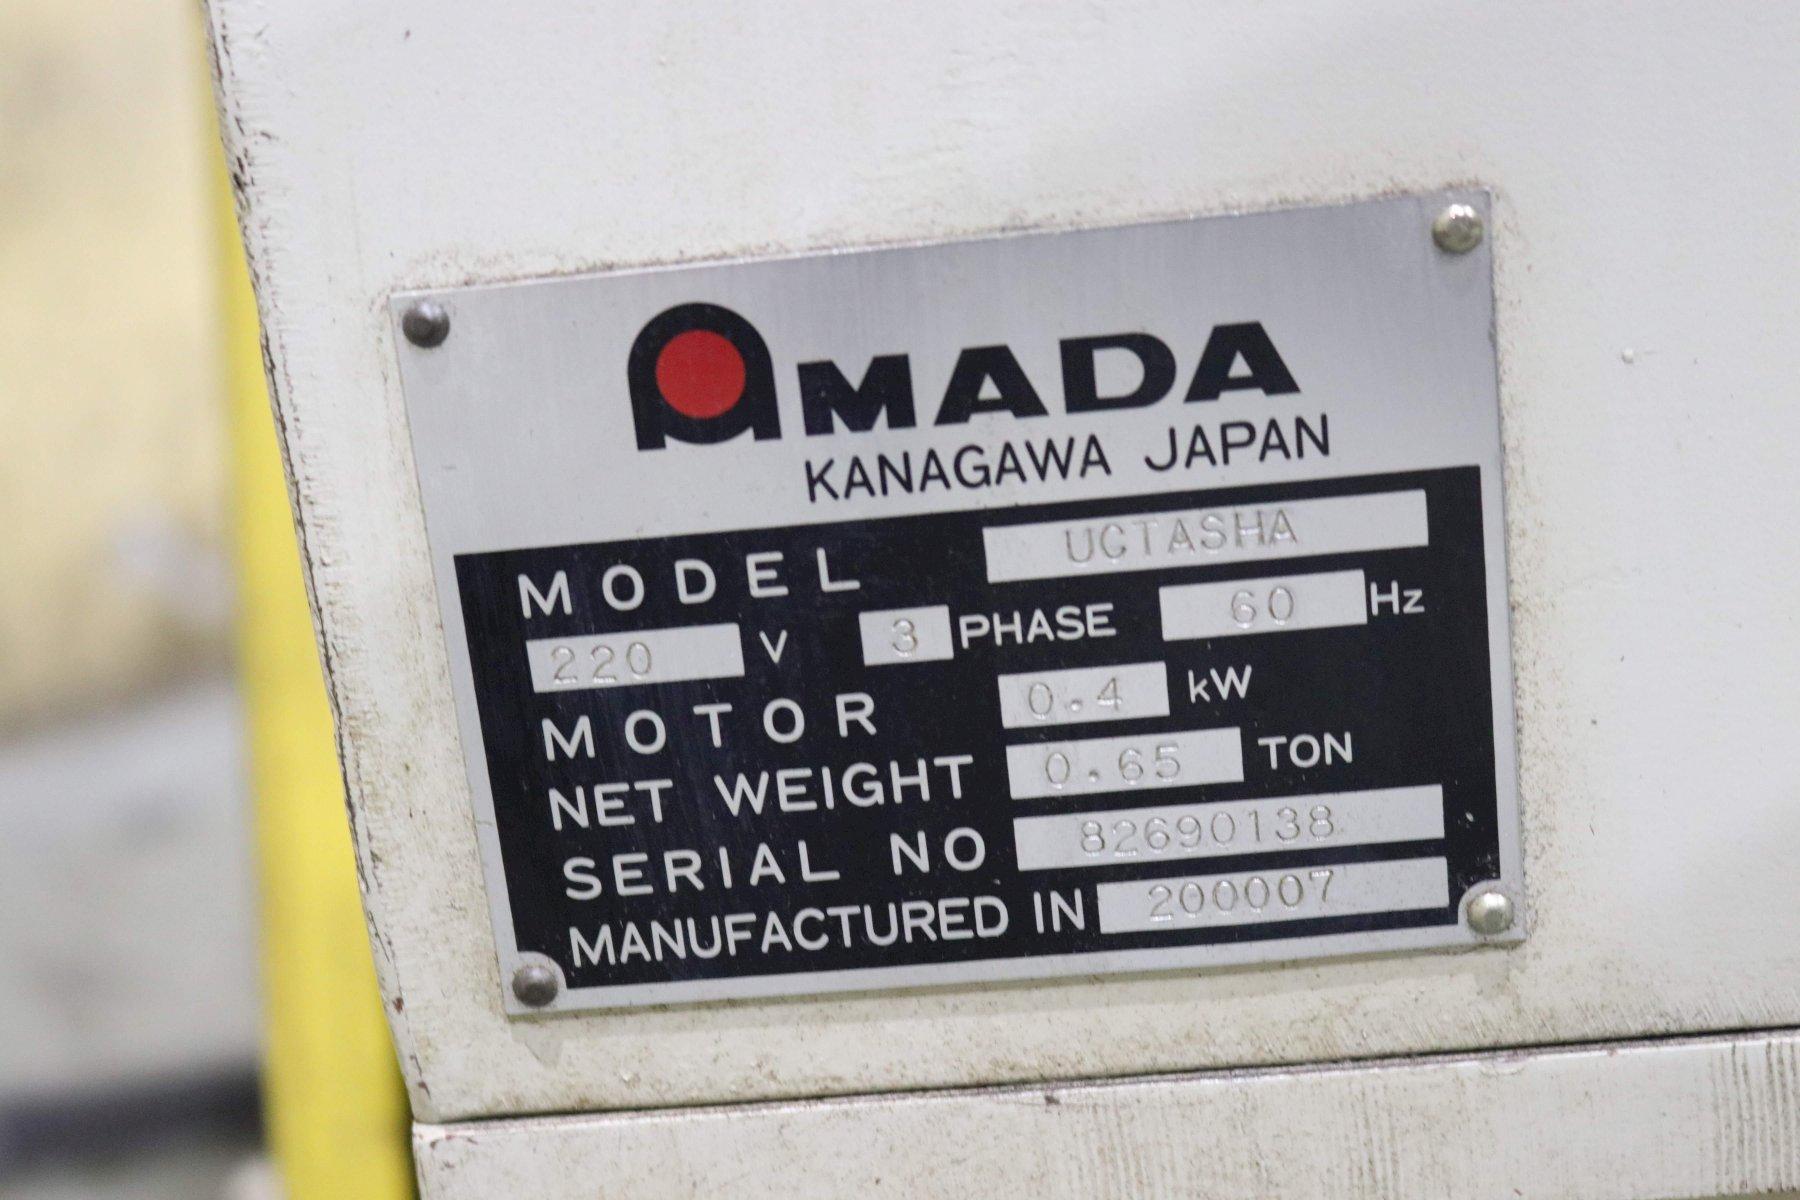 AMADA
KANAGAWA JAPAN
MODEL UCTASHA
220 V 3 PHASE 60 Hz
MOTOR 0.4 kW
NET WEIGHT 0.65 TON
SERIAL NO 82690138
MANUFACTURED IN 200007